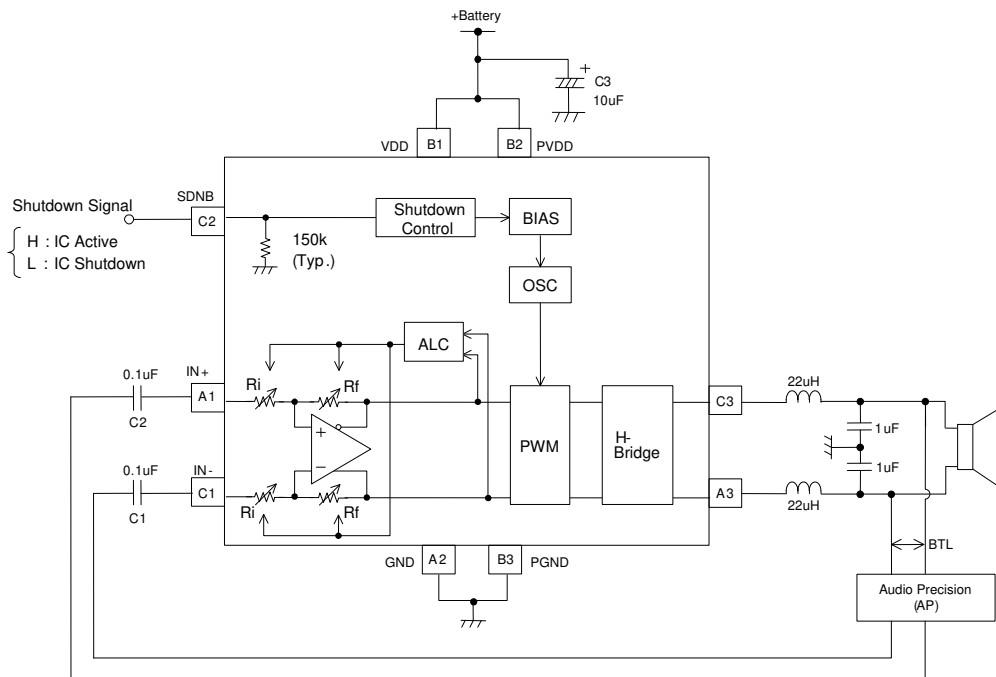 +Battery
+
C3
10uF
VDD
B1
B2
PVDD
SDNB
Shutdown Signal
C2
H : IC Active
L : IC Shutdown
150k
(Typ.)
Shutdown
Control
BIAS
OSC
ALC
0.1uF
IN+
A1
C2
Ri
Rf
+
−
PWM
H-
Bridge
C3
22uH
1uF
1uF
0.1uF
IN-
C1
C1
Ri
Rf
A3
22uH
GND
A2
B3
PGND
BTL
Audio Precision
(AP)